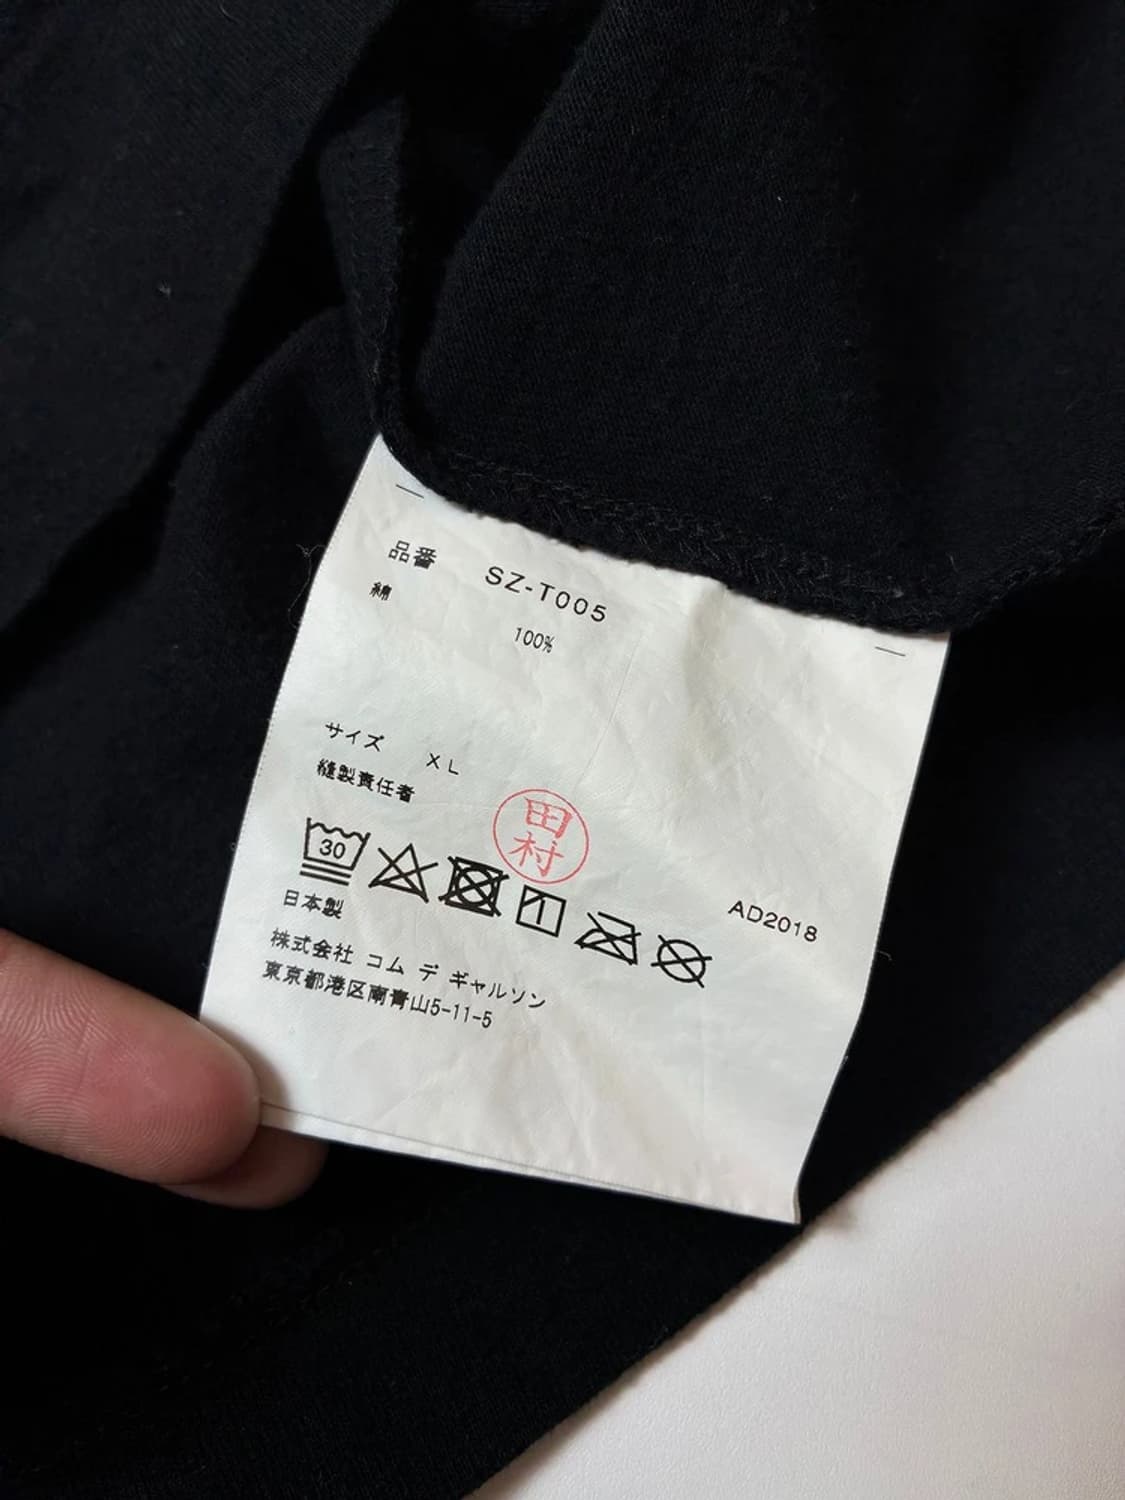 品番 SZ-T005
綿 100%
サイズ XL
縫製責任者
田村
30
AD2018
日本製
株式会社 コム デ ギャルソン
東京都港区南青山5-11-5